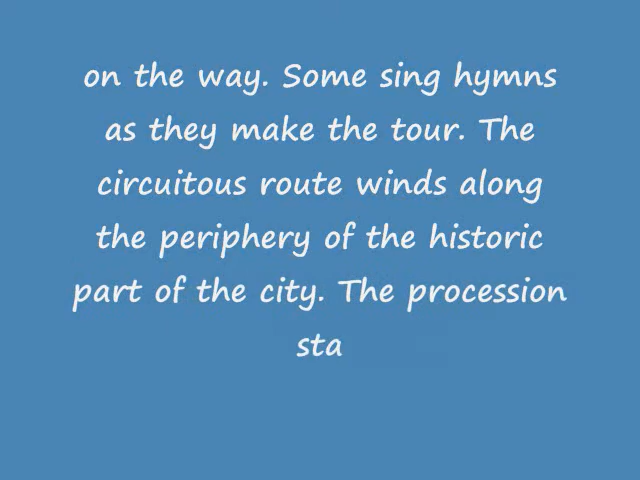 on the way. Some sing hymns
as they make the tour. The
circuitous route winds along
the periphery of the historic
part of the city. The procession
sta